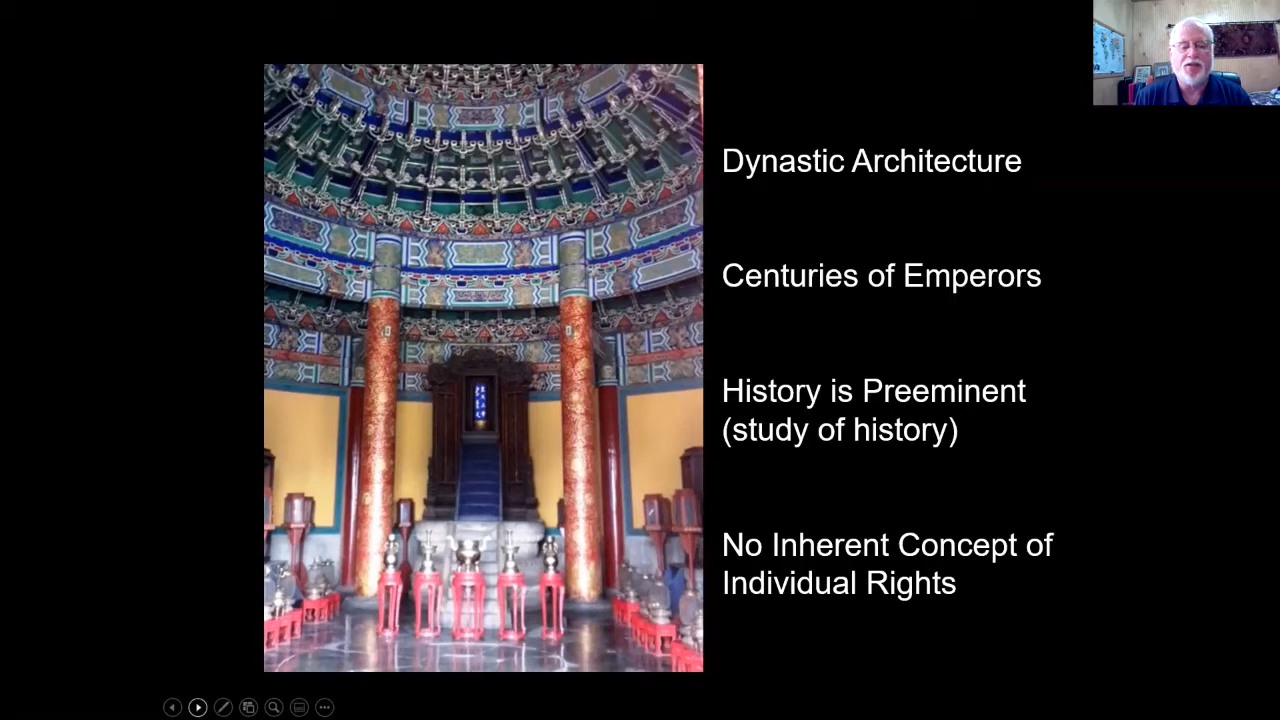 Dynastic Architecture
Centuries of Emperors
History is Preeminent
(study of history)
No Inherent Concept of
Individual Rights